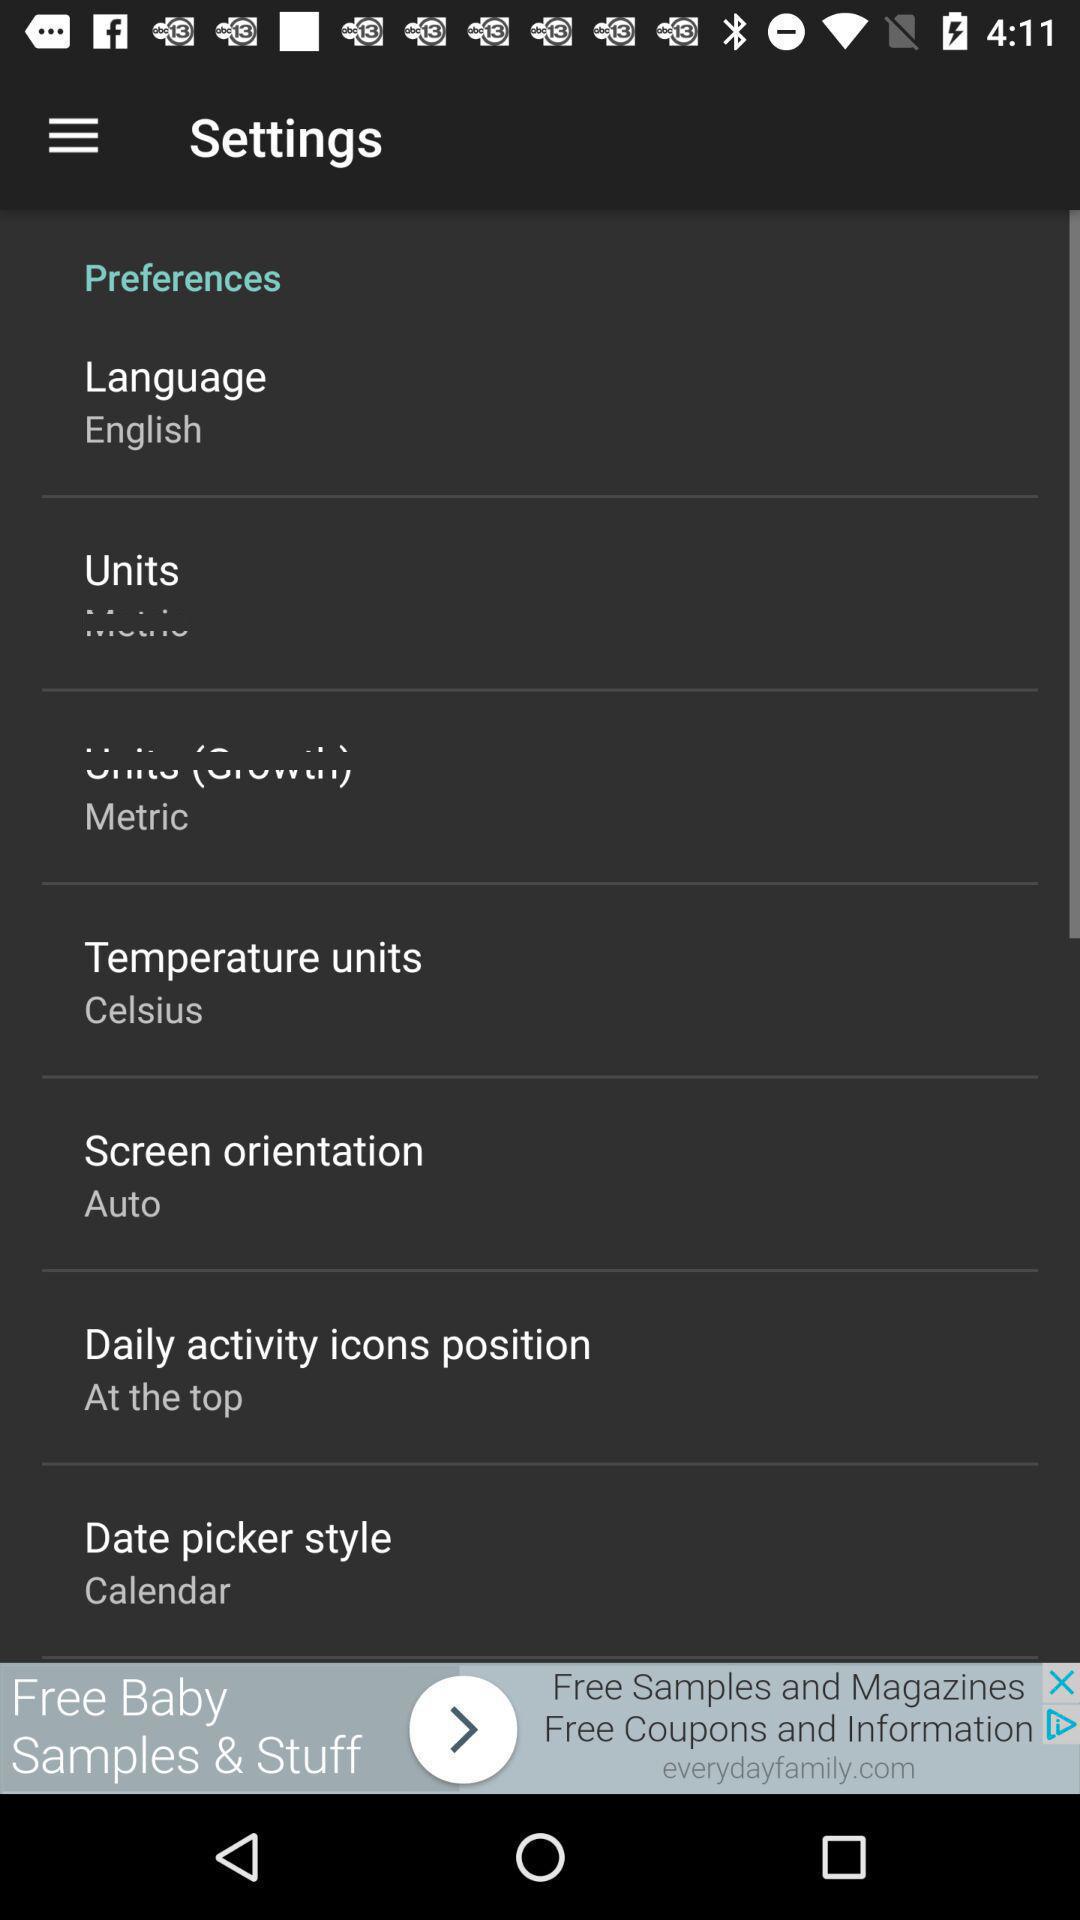 4:11
Settings
Preferences
Language
English
Units
Metric
Units (Growth)
Metric
Temperature units
Celsius
Screen orientation
Auto
Daily activity icons position
At the top
Date picker style
Calendar
Free Baby
Samples & Stuff
Free Samples and Magazines
Free Coupons and Information
everydayfamily.com